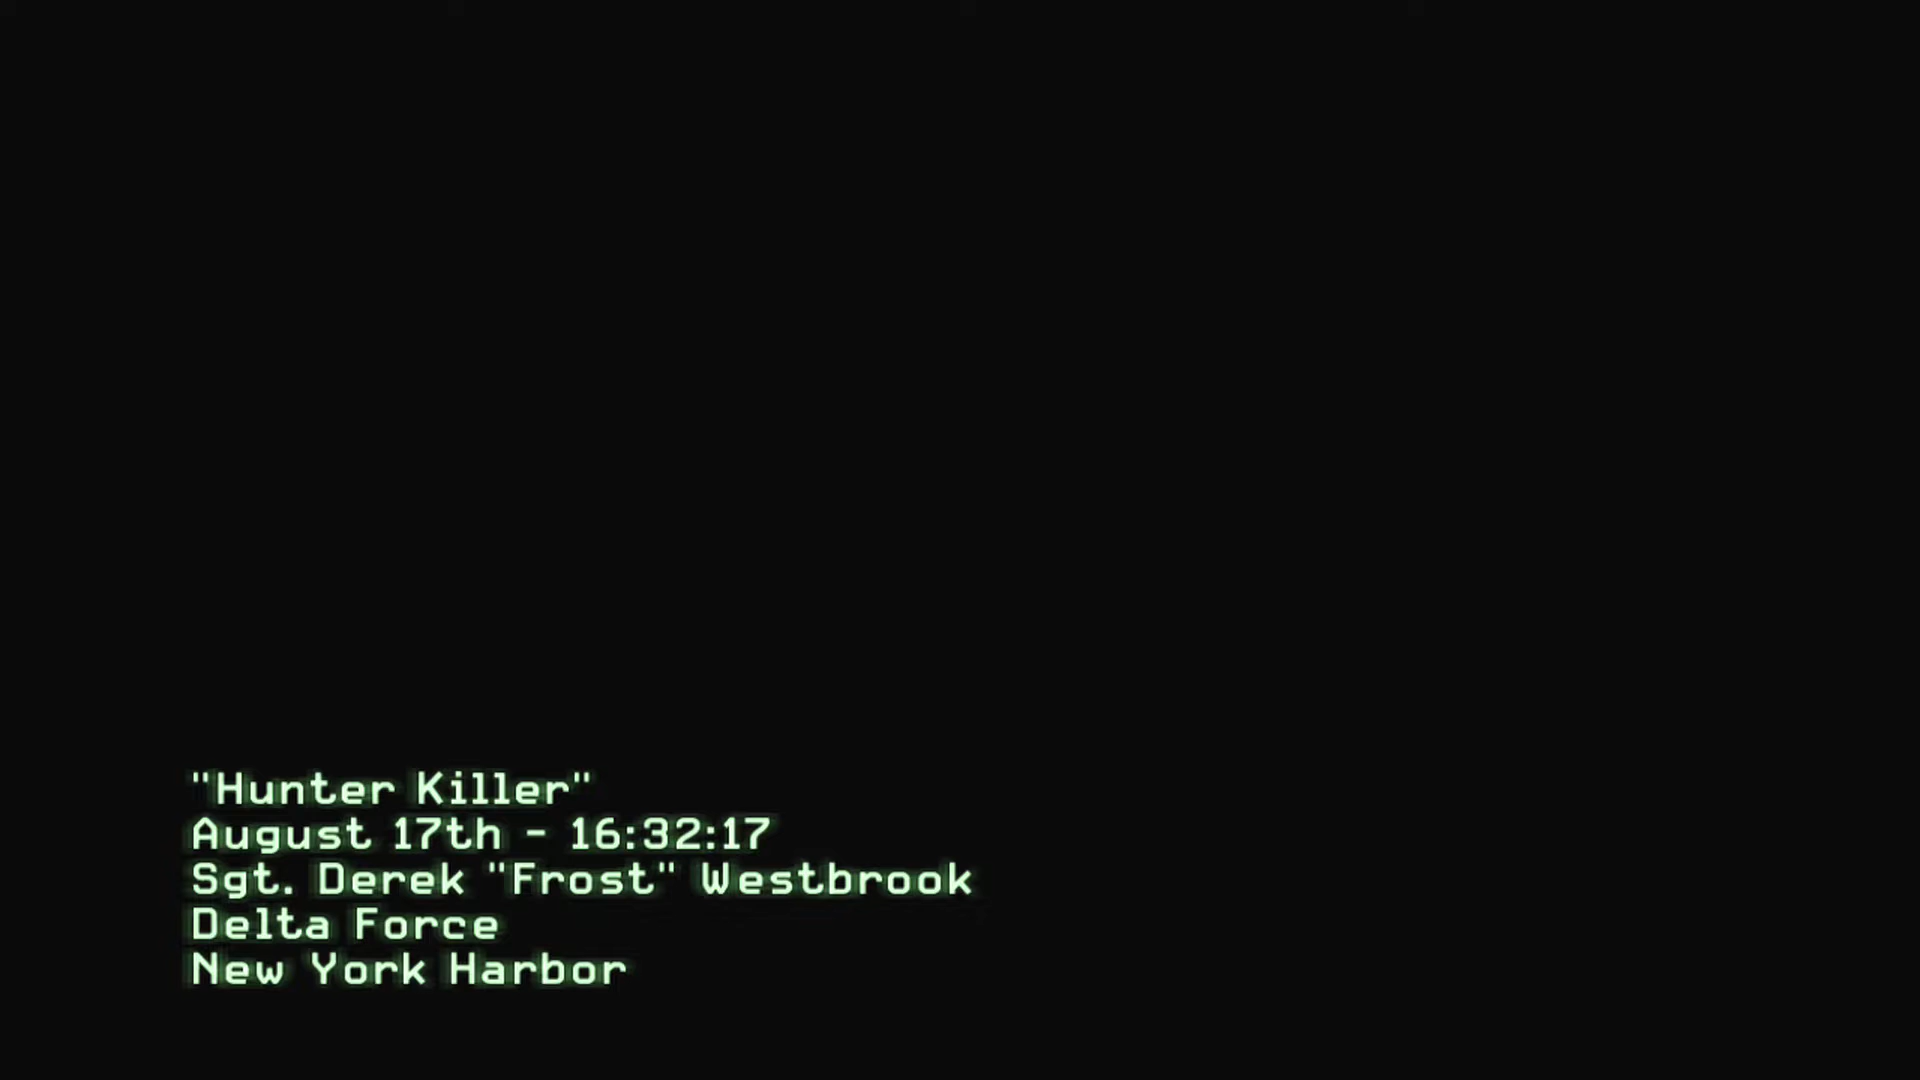 "Hunter Killer"
August 17th - 16:32:17
Sgt. Derek "Frost" Westbrook
Delta Force
New York Harbor